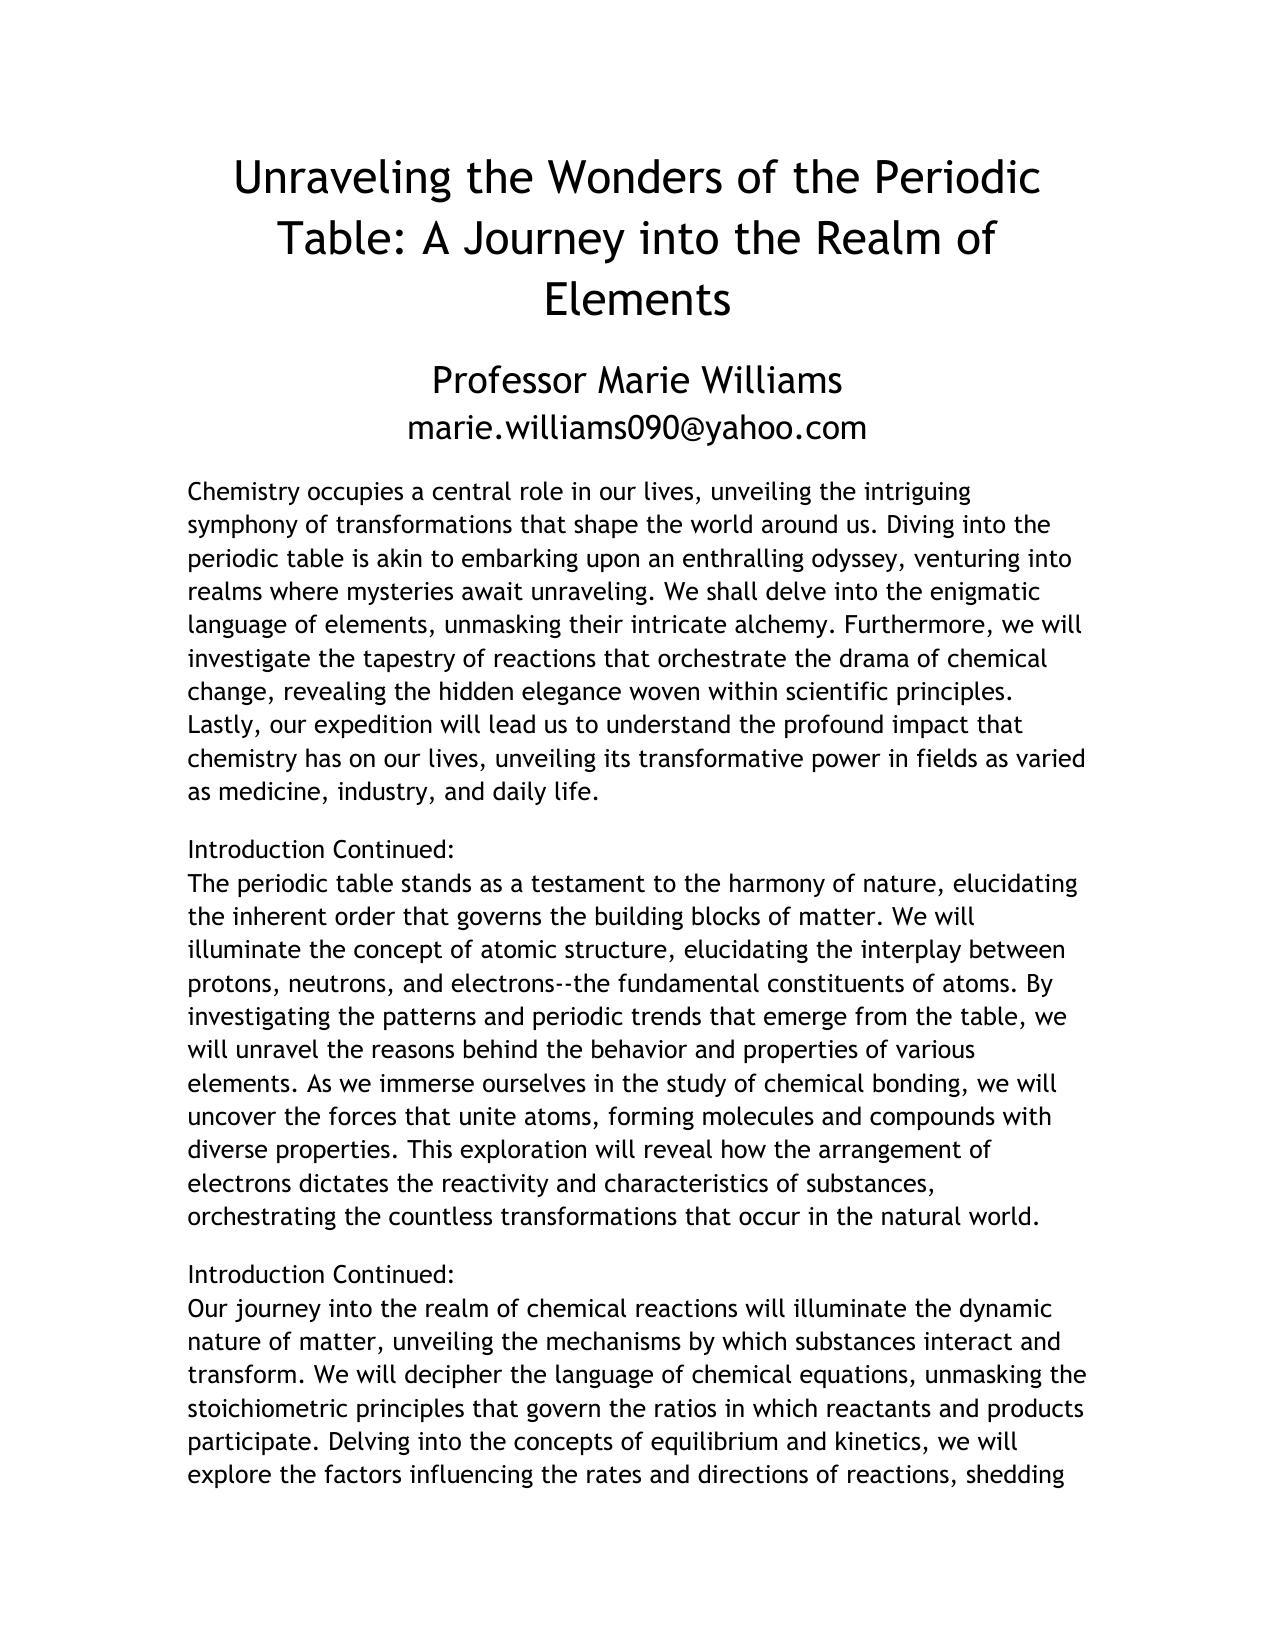 Unraveling the Wonders of the Periodic
Table: A Journey into the Realm of
Elements
Professor Marie Williams
marie.williams090@yahoo.com
Chemistry occupies a central role in our lives, unveiling the intriguing
symphony of transformations that shape the world around us. Diving into the
periodic table is akin to embarking upon an enthralling odyssey, venturing into
realms where mysteries await unraveling. We shall delve into the enigmatic
language of elements, unmasking their intricate alchemy. Furthermore, we will
investigate the tapestry of reactions that orchestrate the drama of chemical
change, revealing the hidden elegance woven within scientific principles.
Lastly, our expedition will lead us to understand the profound impact that
chemistry has on our lives, unveiling its transformative power in fields as varied
as medicine, industry, and daily life.
Introduction Continued:
The periodic table stands as a testament to the harmony of nature, elucidating
the inherent order that governs the building blocks of matter. We will
illuminate the concept of atomic structure, elucidating the interplay between
protons, neutrons, and electrons--the fundamental constituents of atoms. By
investigating the patterns and periodic trends that emerge from the table, we
will unravel the reasons behind the behavior and properties of various
elements. As we immerse ourselves in the study of chemical bonding, we will
uncover the forces that unite atoms, forming molecules and compounds with
diverse properties. This exploration will reveal how the arrangement of
electrons dictates the reactivity and characteristics of substances,
orchestrating the countless transformations that occur in the natural world.
Introduction Continued:
Our journey into the realm of chemical reactions will illuminate the dynamic
nature of matter, unveiling the mechanisms by which substances interact and
transform. We will decipher the language of chemical equations, unmasking the
stoichiometric principles that govern the ratios in which reactants and products
participate. Delving into the concepts of equilibrium and kinetics, we will
explore the factors influencing the rates and directions of reactions, shedding